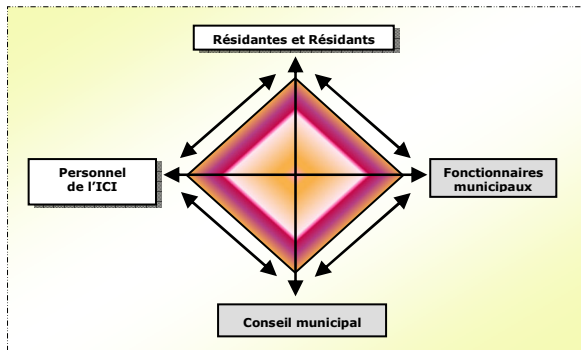 Résidantes et Résidants
Personnel
de l'ICI
Fonctionnaires
municipaux
Conseil municipal